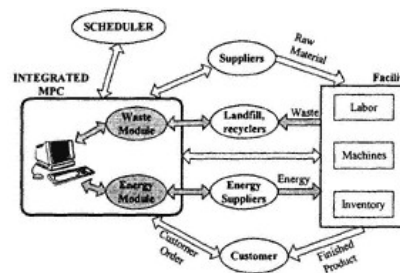 SCHEDULER
INTEGRATED
MPC
Suppliers
Raw
Material
Facili
Waste
Module
Landfill,
recyclers
Waste
Labor
Machines
Energy
Module
Energy
Suppliers
Energy
Inventory
Customer
Order
Customer
Finished
Product